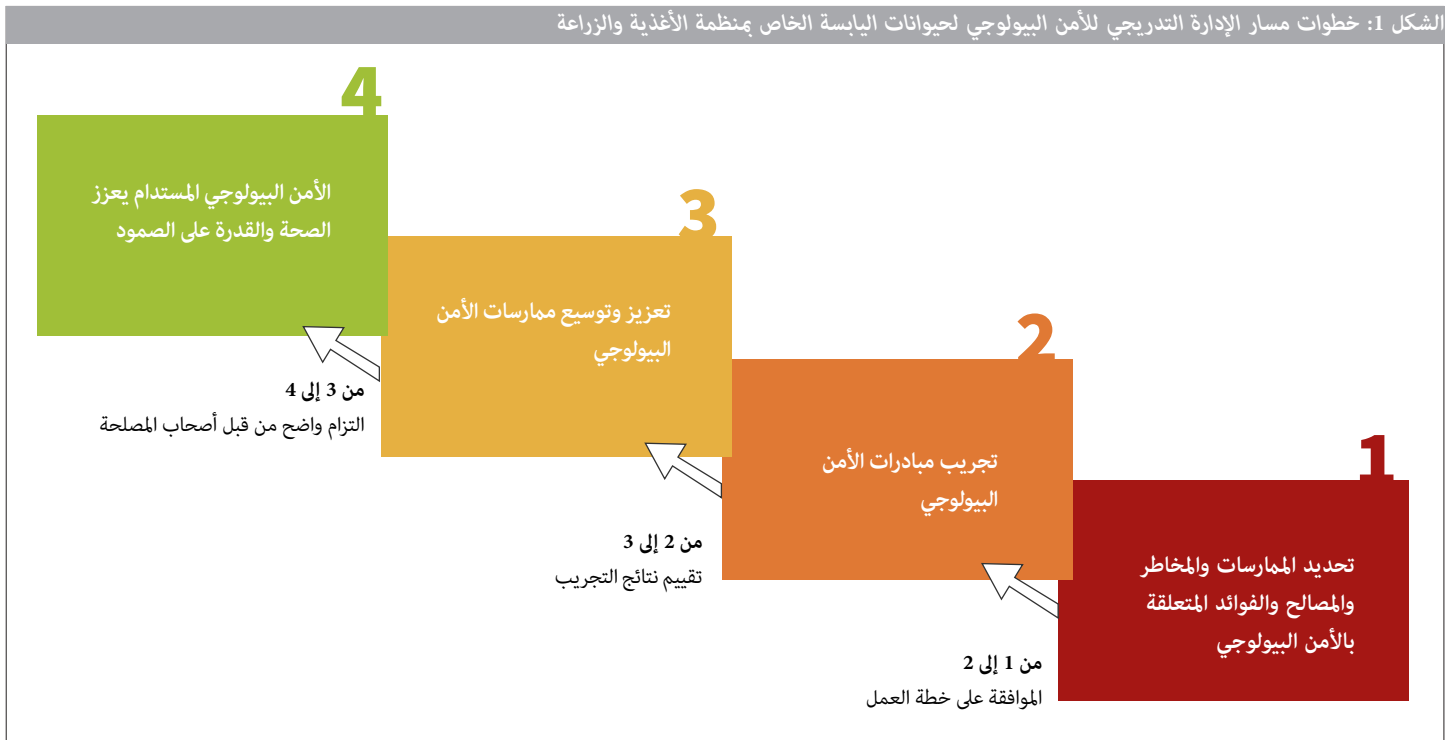 الشكل 1: خطوات مسار الإدارة التدريجي للأمن البيولوجي لحيوانات اليابسة الخاص بمنظمة الأغذية والزراعة
1
تحديد الممارسات والمخاطر
والمصالح والفوائد المتعلقة
بالأمن البيولوجي
من 1 إلى 2
الموافقة على خطة العمل
2
تجريب مبادرات الأمن
البيولوجي
من 2 إلى 3
تقييم نتائج التجريب
3
تعزيز وتوسيع ممارسات الأمن
البيولوجي
من 3 إلى 4
التزام واضح من قبل أصحاب المصلحة
4
الأمن البيولوجي المستدام يعزز
الصحة والقدرة على الصمود